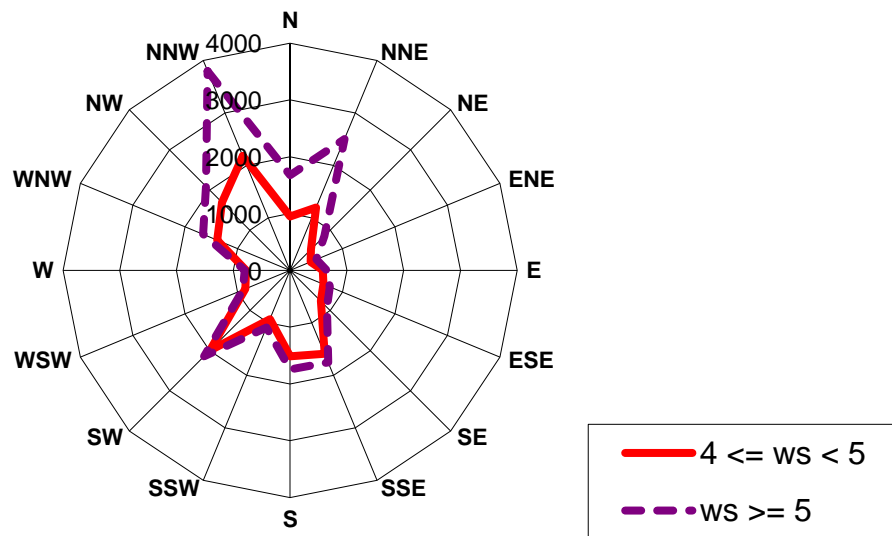 N
NNW
4000
NNE
NW
3000
NE
WNW
2000
ENE
1000
W
0
E
WSW
ESE
SW
SE
SSW
SSE
S
4 <= ws < 5
ws >= 5